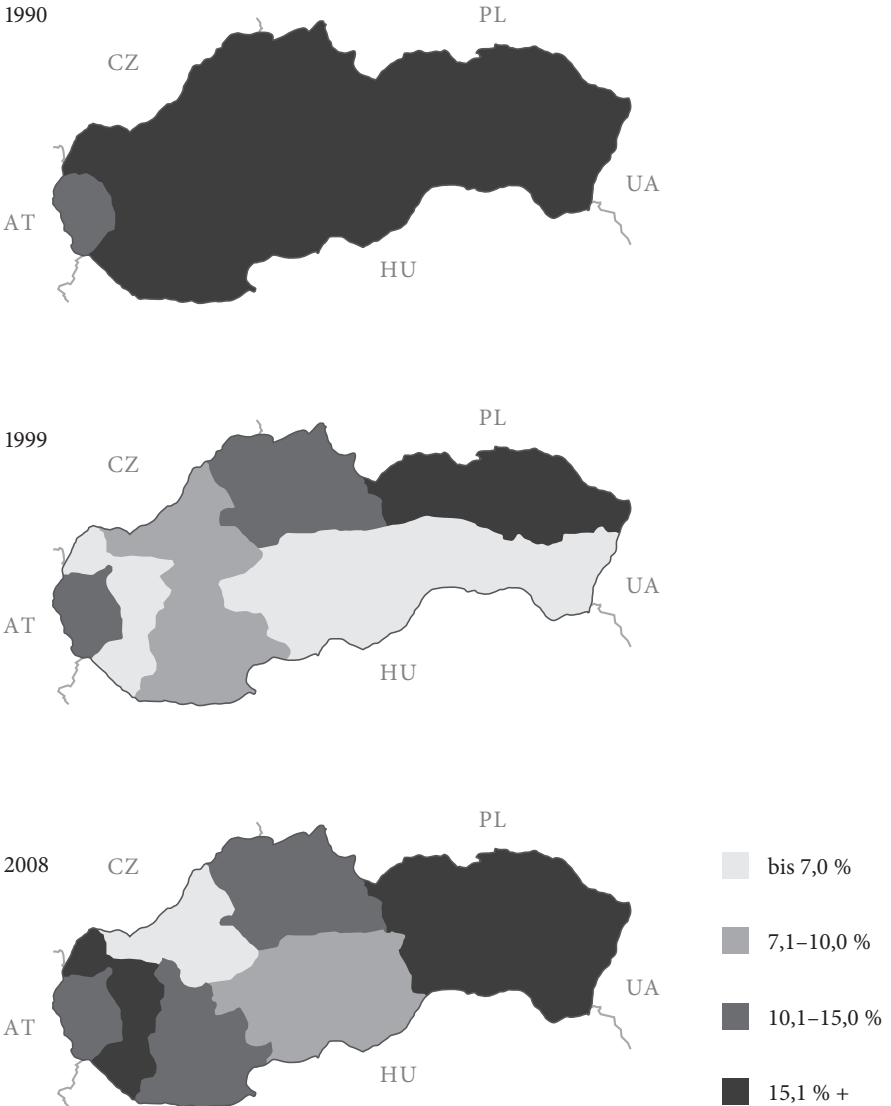 1990
PL
CZ
UA
AT
HU
1999
PL
CZ
UA
AT
HU
2008
PL
CZ
UA
AT
HU
bis 7,0 %
7,1–10,0 %
10,1–15,0 %
15,1 % +